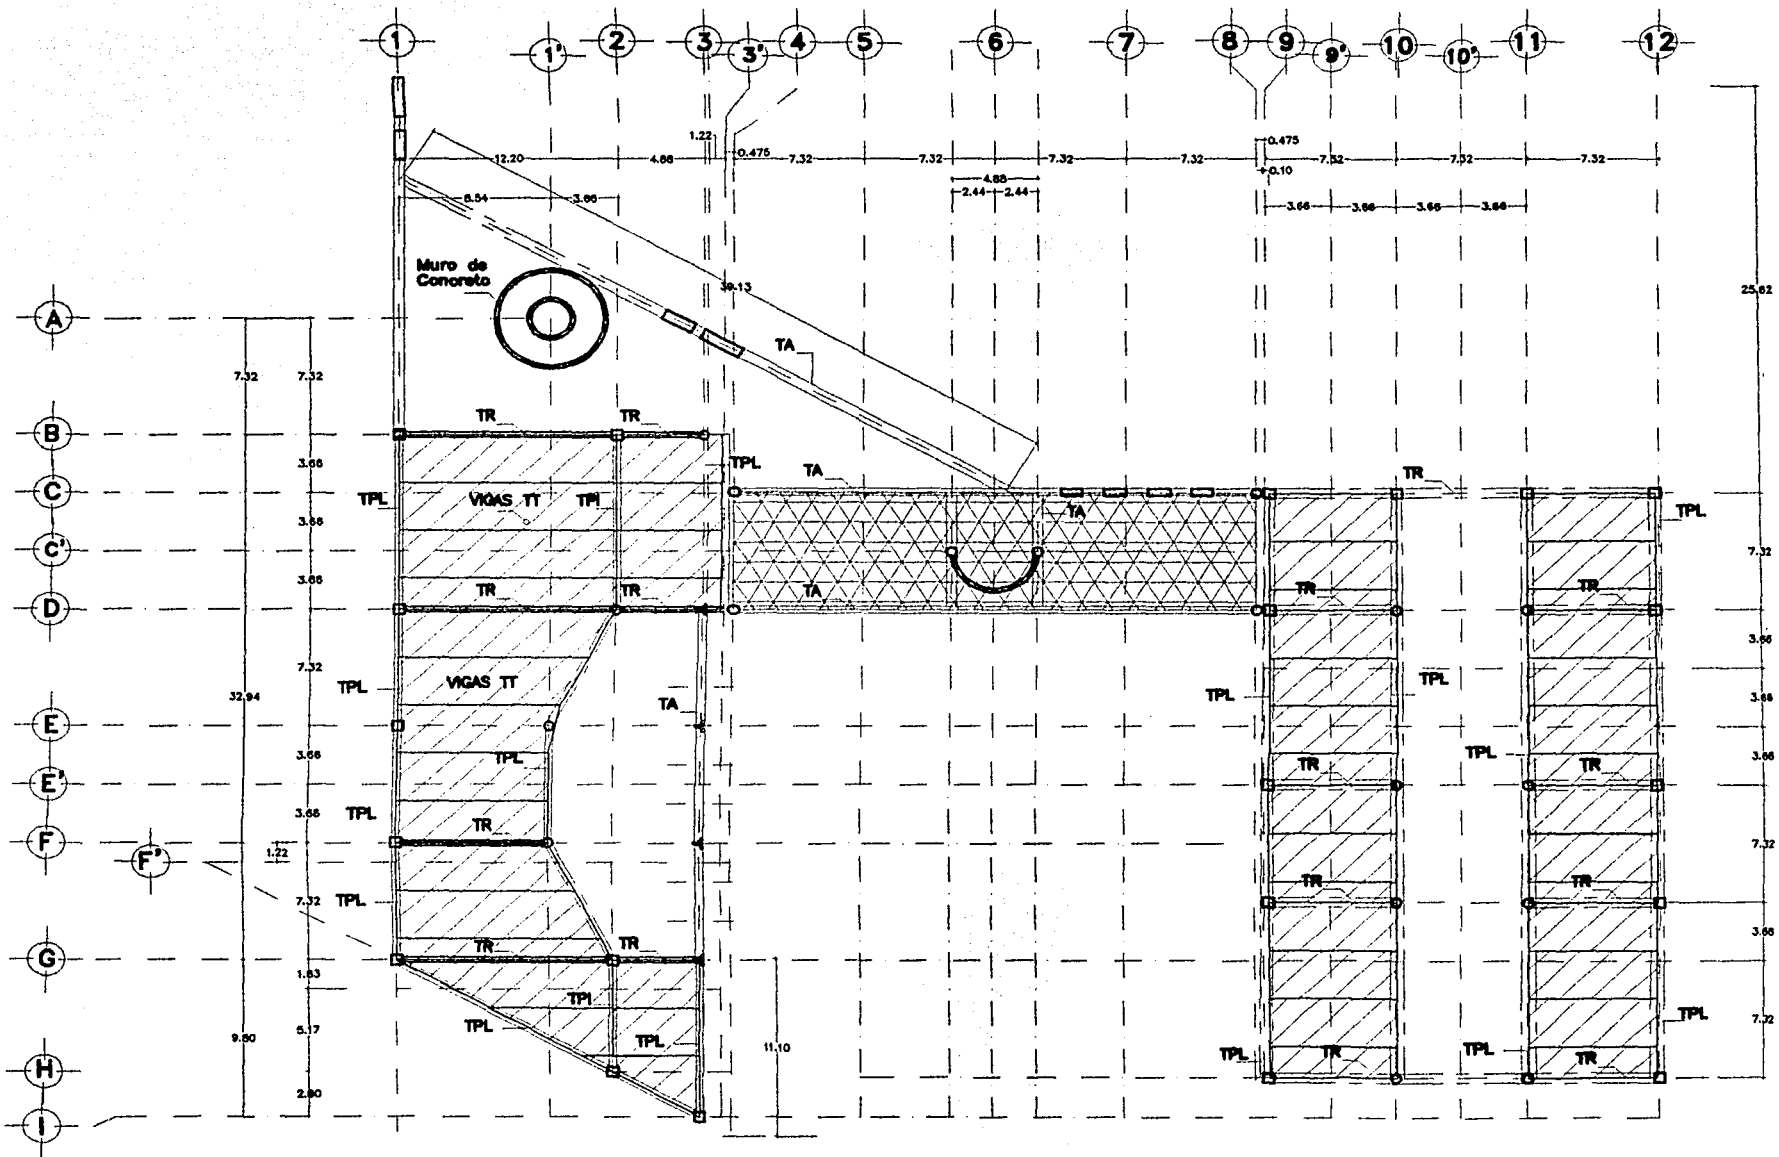 1 1' 2 3 3' 4 5 6 7 8 9 9' 10 10' 11 12
1.22
0.475
12.20 4.88 7.32 7.32 7.32 7.32 7.32 7.32 7.32
0.475
0.10
4.88
2.44 2.44
8.54 3.66
3.66 3.66 3.66 3.66
Muro de
Concreto
39.13
25.62
A
TA
7.32 7.32
TR TR
B
3.66
TPL TA TR
C
TPL VIGAS TT TPI TA TPL
3.66
C'
7.32
3.66
TR TR TA TR TR
D
3.66
7.32
TPL VIGAS TT TPL TPL
32.94 TA 3.66
E
3.66 TPL TPL 3.66
TR TR
E'
TPL 3.66
TR
F
7.32
1.22
F'
TR TR
7.32 TPL
TR TR 3.66
G
1.83
TPI
TPL TPL
TPL
5.17 7.32
9.80 11.10
TPL TR TPL TR
H
2.80
I